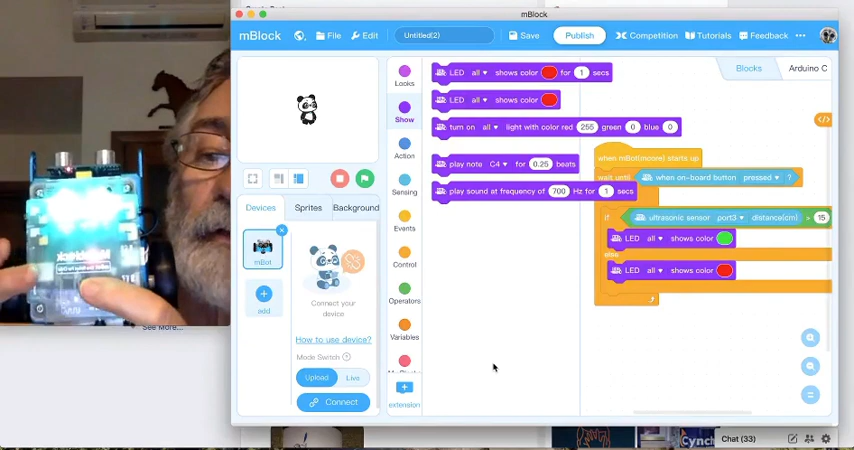 mBlock
mBlock
File
Edit
Untitled(2)
Save
Publish
Competition
Tutorials
Feedback
Looks
Show
Action
Sensing
Events
Control
Operators
Variables
extension
LED all shows color for 1 secs
LED all shows color
turn on all light with color red 255 green 0 blue 0
play note C4 for 0.25 beats
play sound at frequency of 700 Hz for 1 secs
Blocks
Arduino C
when mBot(mcore) starts up
wait until when on-board button pressed ?
if ultrasonic sensor port3 distance(cm) > 15
LED all shows color
else
LED all shows color
Devices
Sprites
Background
mBot
add
Connect your
device
How to use device?
Mode Switch
Upload
Live
Connect
See More...
Chat (33)